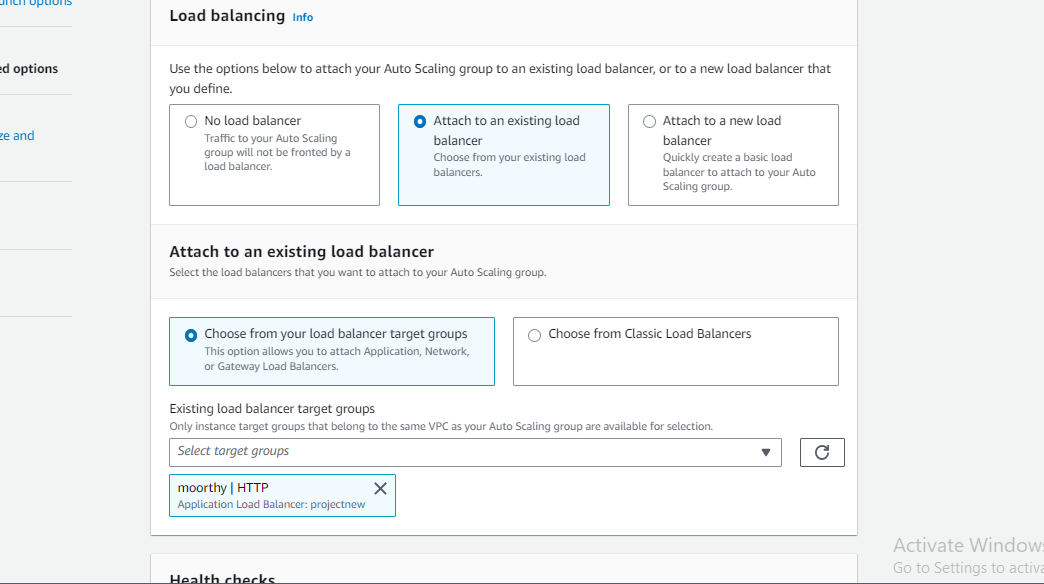 unch options
Load balancing Info
ed options
Use the options below to attach your Auto Scaling group to an existing load balancer, or to a new load balancer that
you define.
No load balancer
Traffic to your Auto Scaling
group will not be fronted by a
load balancer.
Attach to an existing load
balancer
Choose from your existing load
balancers.
Attach to a new load
balancer
Quickly create a basic load
balancer to attach to your Auto
Scaling group.
ze and
Attach to an existing load balancer
Select the load balancers that you want to attach to your Auto Scaling group.
Choose from your load balancer target groups
This option allows you to attach Application, Network,
or Gateway Load Balancers.
Choose from Classic Load Balancers
Existing load balancer target groups
Only instance target groups that belong to the same VPC as your Auto Scaling group are available for selection.
Select target groups
moorthy | HTTP
Application Load Balancer: projectnew
Activate Windows
Go to Settings to activa
Health checks